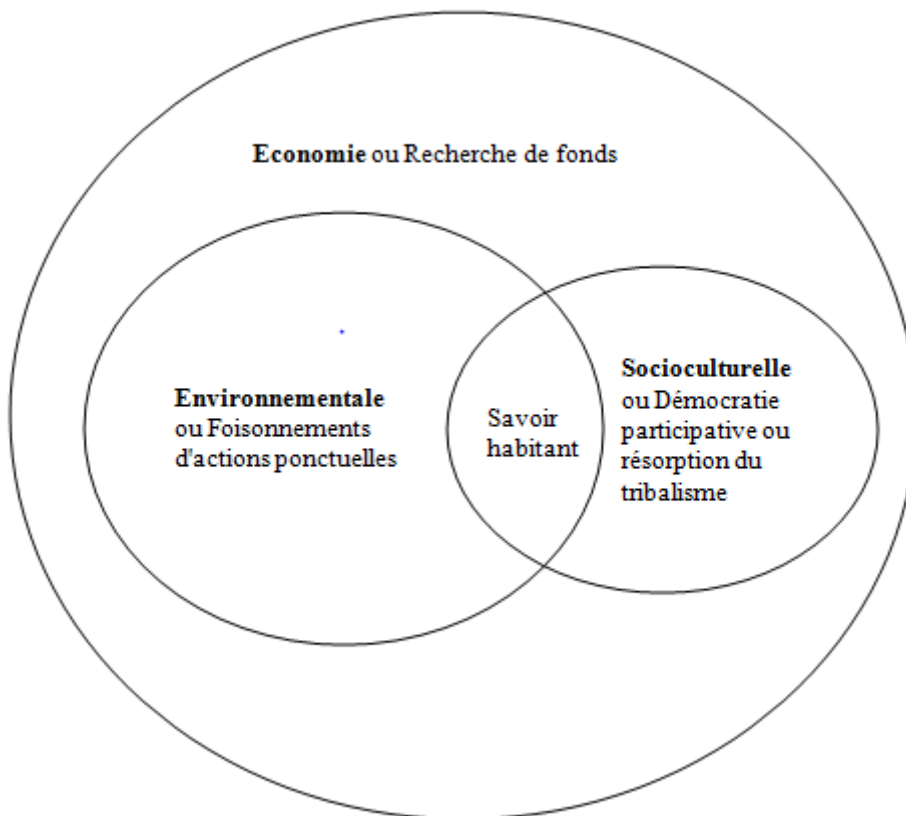 Economie ou Recherche de fonds
Environnementale
ou Foisonnements
d'actions ponctuelles
Savoir
habitant
Socioculturelle
ou Démocratie
participative ou
résorption du
tribalisme